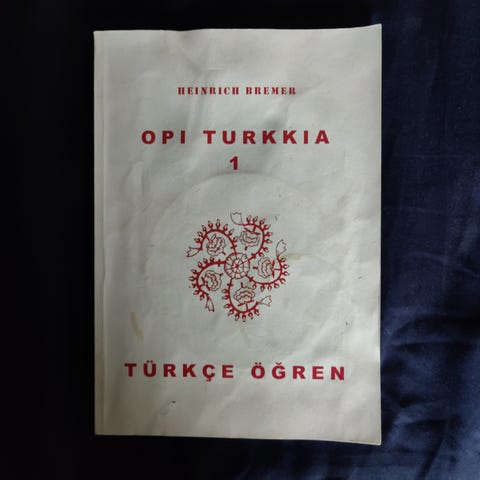 HEINRICH BREMER
OPI TURKKIA
1
TÜRKÇE ÖĞREN